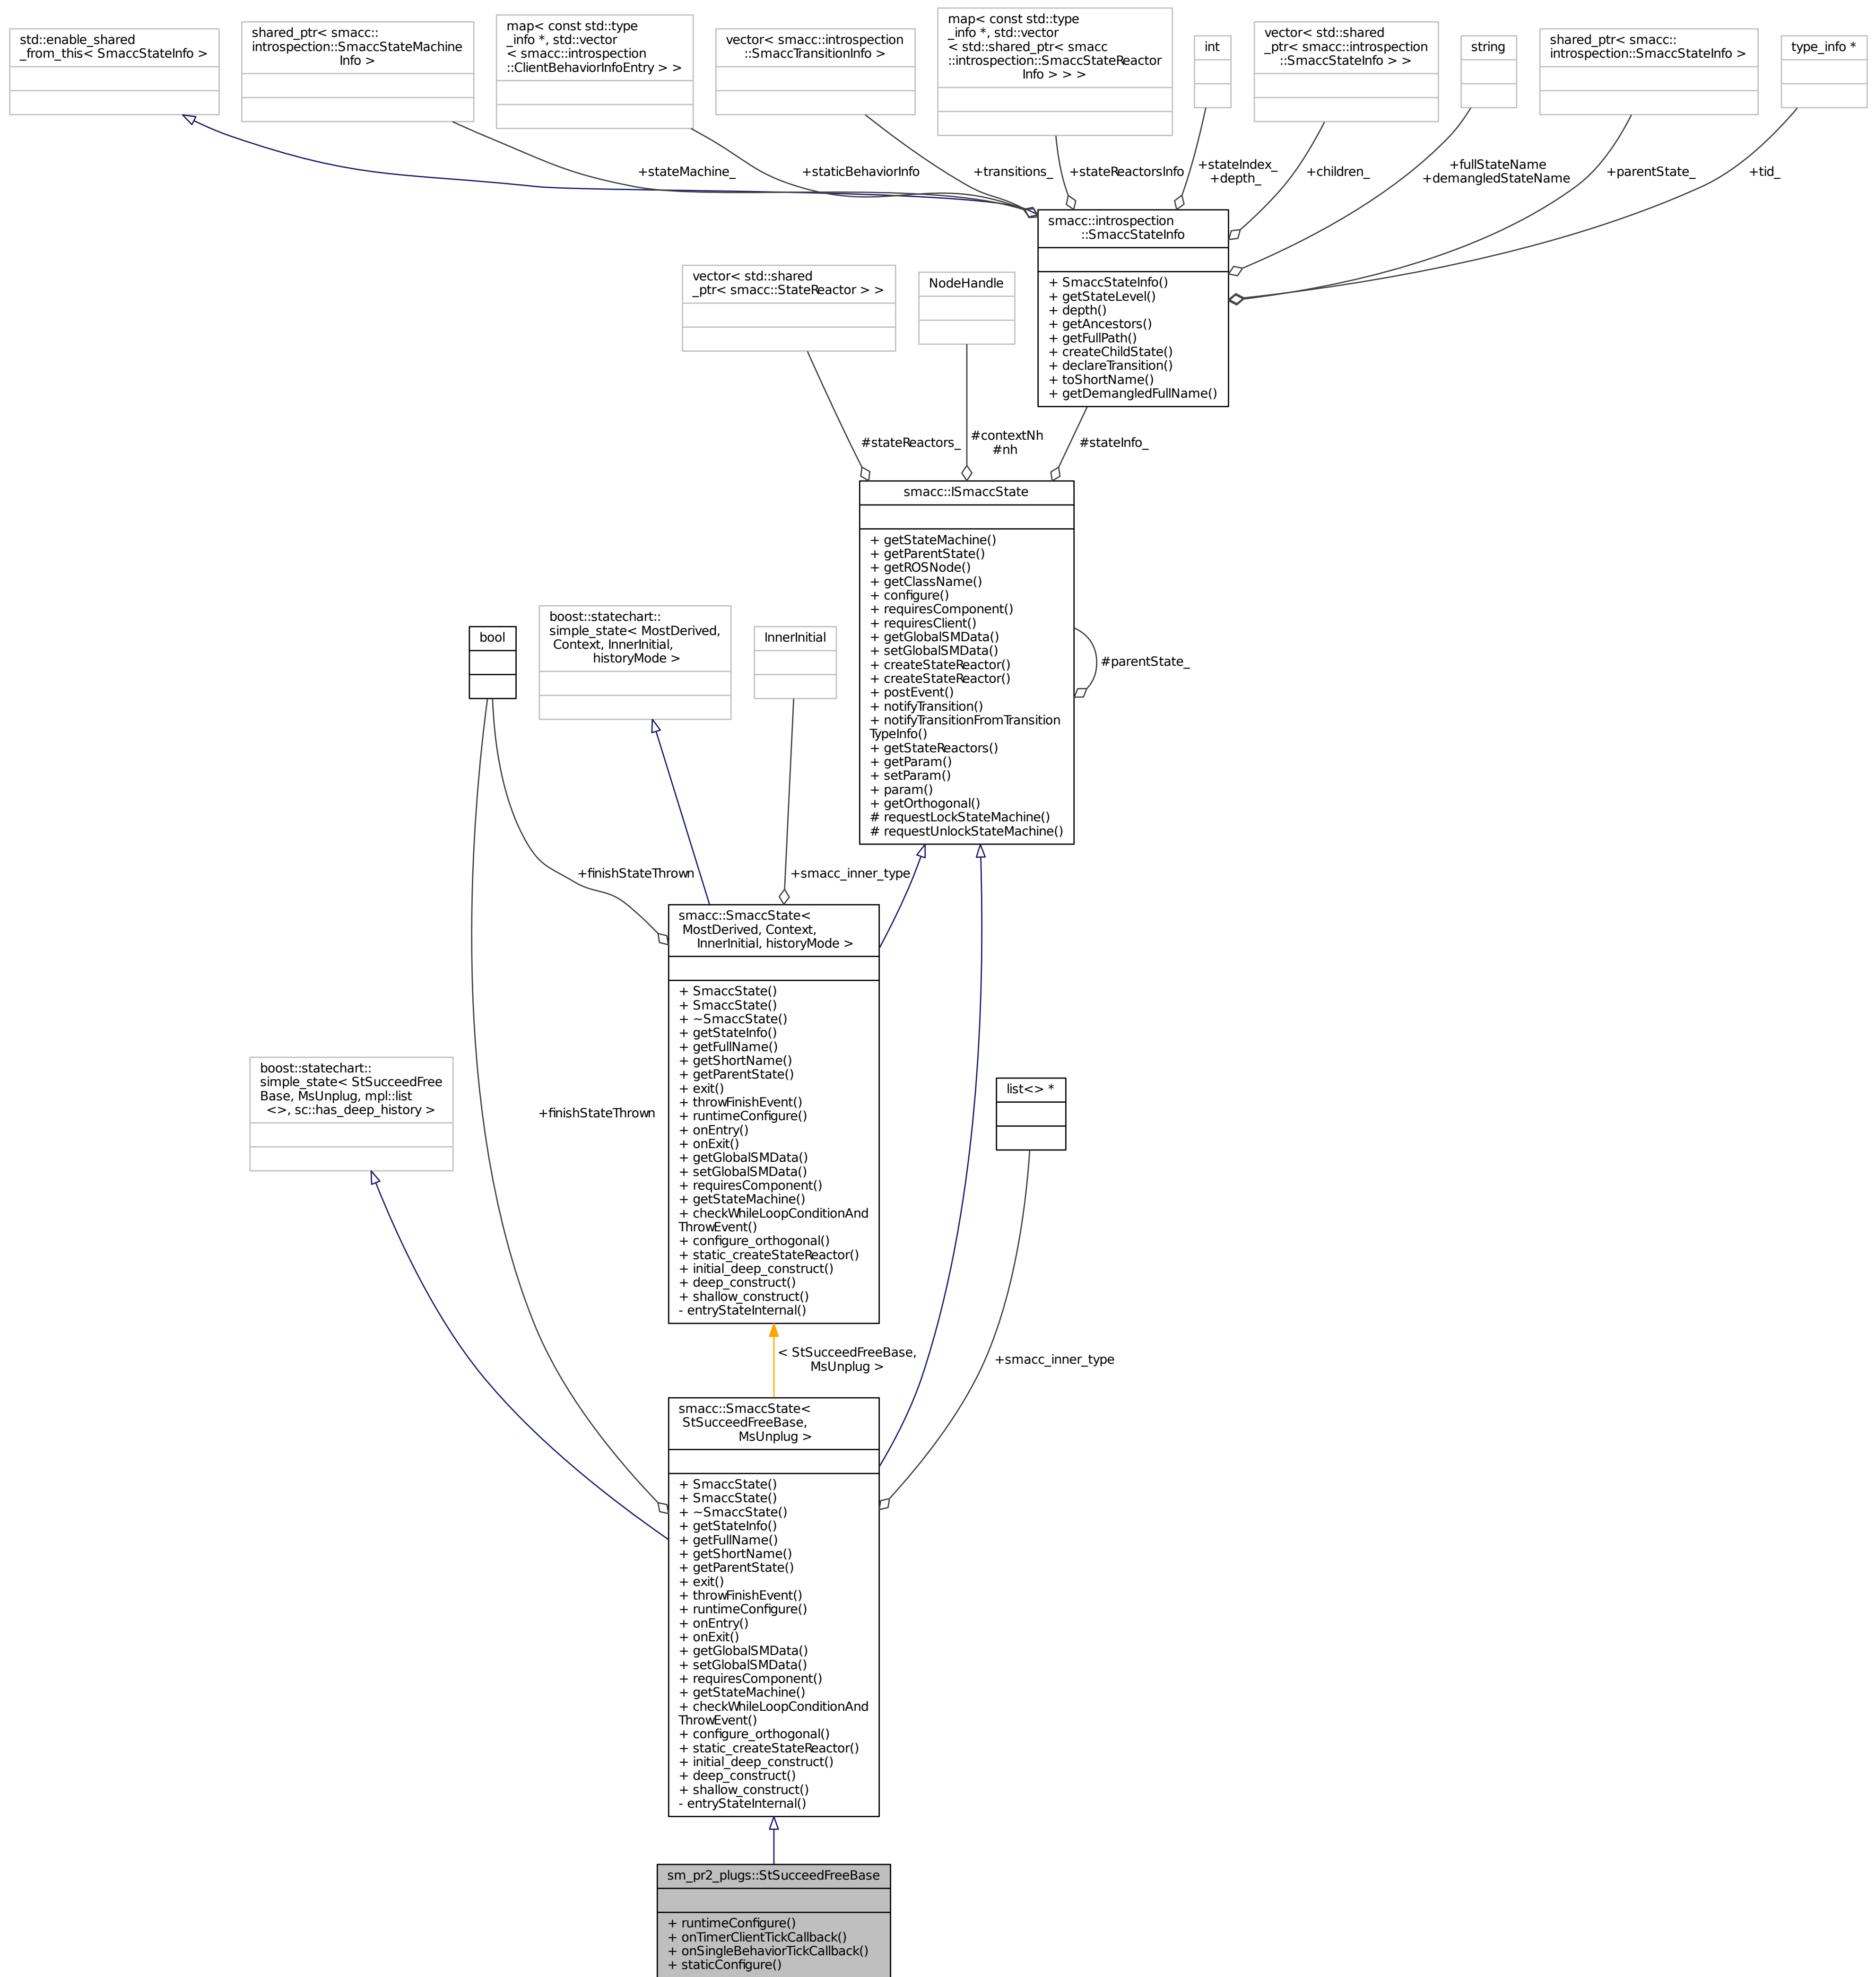 std::enable_shared
_from_this< SmaccStateInfo >
shared_ptr< smacc::
introspection::SmaccStateMachine
Info >
map< const std::type
_info *, std::vector
< smacc::introspection
::ClientBehaviorInfoEntry > >
vector< smacc::introspection
::SmaccTransitionInfo >
map< const std::type
_info *, std::vector
< std::shared_ptr< smacc
::introspection::SmaccStateReactor
Info > > >
int
vector< std::shared
_ptr< smacc::introspection
::SmaccStateInfo > >
string
shared_ptr< smacc::
introspection::SmaccStateInfo >
type_info *
+stateMachine_
+staticBehaviorInfo
+transitions_
+stateReactorsInfo
+stateIndex_
+depth_
+children_
+fullStateName
+demangledStateName
+parentState_
+tid_
smacc::introspection
::SmaccStateInfo
+ SmaccStateInfo()
+ getStateLevel()
+ depth()
+ getAncestors()
+ getFullPath()
+ createChildState()
+ declareTransition()
+ toShortName()
+ getDemangledFullName()
vector< std::shared
_ptr< smacc::StateReactor > >
NodeHandle
#stateReactors_
#contextNh
#nh
#stateInfo_
smacc::ISmaccState
+ getStateMachine()
+ getParentState()
+ getROSNode()
+ getClassName()
+ configure()
+ requiresComponent()
+ requiresClient()
+ getGlobalSMData()
+ setGlobalSMData()
+ createStateReactor()
+ createStateReactor()
+ postEvent()
+ notifyTransition()
+ notifyTransitionFromTransition
TypeInfo()
+ getStateReactors()
+ getParam()
+ setParam()
+ param()
+ getOrthogonal()
# requestLockStateMachine()
# requestUnlockStateMachine()
#parentState_
bool
boost::statechart::
simple_state< MostDerived,
Context, InnerInitial,
historyMode >
InnerInitial
+finishStateThrown
+smacc_inner_type
smacc::SmaccState<
MostDerived, Context,
InnerInitial, historyMode >
+ SmaccState()
+ SmaccState()
+ ~SmaccState()
+ getStateInfo()
+ getFullName()
+ getShortName()
+ getParentState()
+ exit()
+ throwFinishEvent()
+ runtimeConfigure()
+ onEntry()
+ onExit()
+ getGlobalSMData()
+ setGlobalSMData()
+ requiresComponent()
+ getStateMachine()
+ checkWhileLoopConditionAnd
ThrowEvent()
+ configure_orthogonal()
+ static_createStateReactor()
+ initial_deep_construct()
+ deep_construct()
+ shallow_construct()
- entryStateInternal()
boost::statechart::
simple_state< StSucceedFree
Base, MsUnplug, mpl::list
<>, sc::has_deep_history >
+finishStateThrown
list<> *
< StSucceedFreeBase,
MsUnplug >
+smacc_inner_type
smacc::SmaccState<
StSucceedFreeBase,
MsUnplug >
+ SmaccState()
+ SmaccState()
+ ~SmaccState()
+ getStateInfo()
+ getFullName()
+ getShortName()
+ getParentState()
+ exit()
+ throwFinishEvent()
+ runtimeConfigure()
+ onEntry()
+ onExit()
+ getGlobalSMData()
+ setGlobalSMData()
+ requiresComponent()
+ getStateMachine()
+ checkWhileLoopConditionAnd
ThrowEvent()
+ configure_orthogonal()
+ static_createStateReactor()
+ initial_deep_construct()
+ deep_construct()
+ shallow_construct()
- entryStateInternal()
sm_pr2_plugs::StSucceedFreeBase
+ runtimeConfigure()
+ onTimerClientTickCallback()
+ onSingleBehaviorTickCallback()
+ staticConfigure()